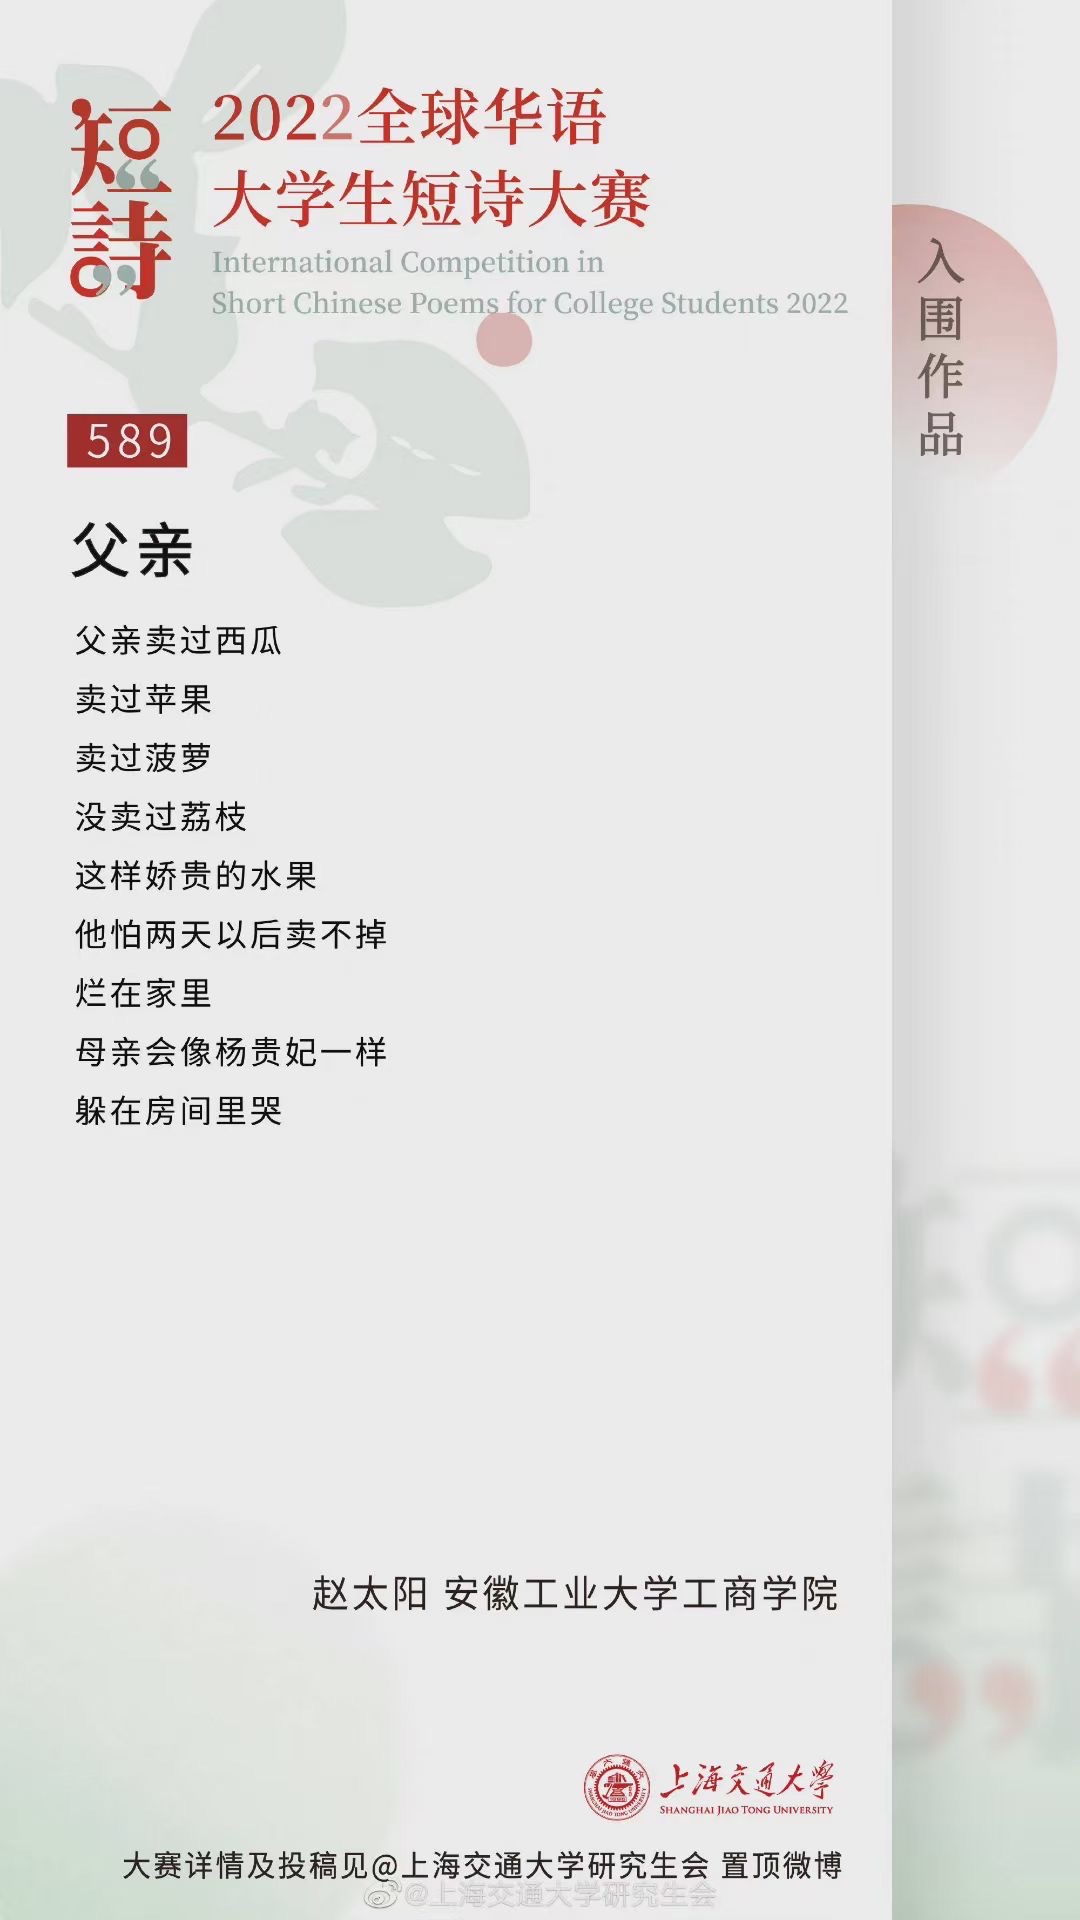 短詩
2022全球华语
大学生短诗大赛
International Competition in
Short Chinese Poems for College Students 2022
入围作品
589
父亲
父亲卖过西瓜
卖过苹果
卖过菠萝
没卖过荔枝
这样娇贵的水果
他怕两天以后卖不掉
烂在家里
母亲会像杨贵妃一样
躲在房间里哭
赵太阳 安徽工业大学工商学院
上海交通大学
SHANGHAI JIAO TONG UNIVERSITY
大赛详情及投稿见@上海交通大学研究生会 置顶微博
@上海交通大学研究生会